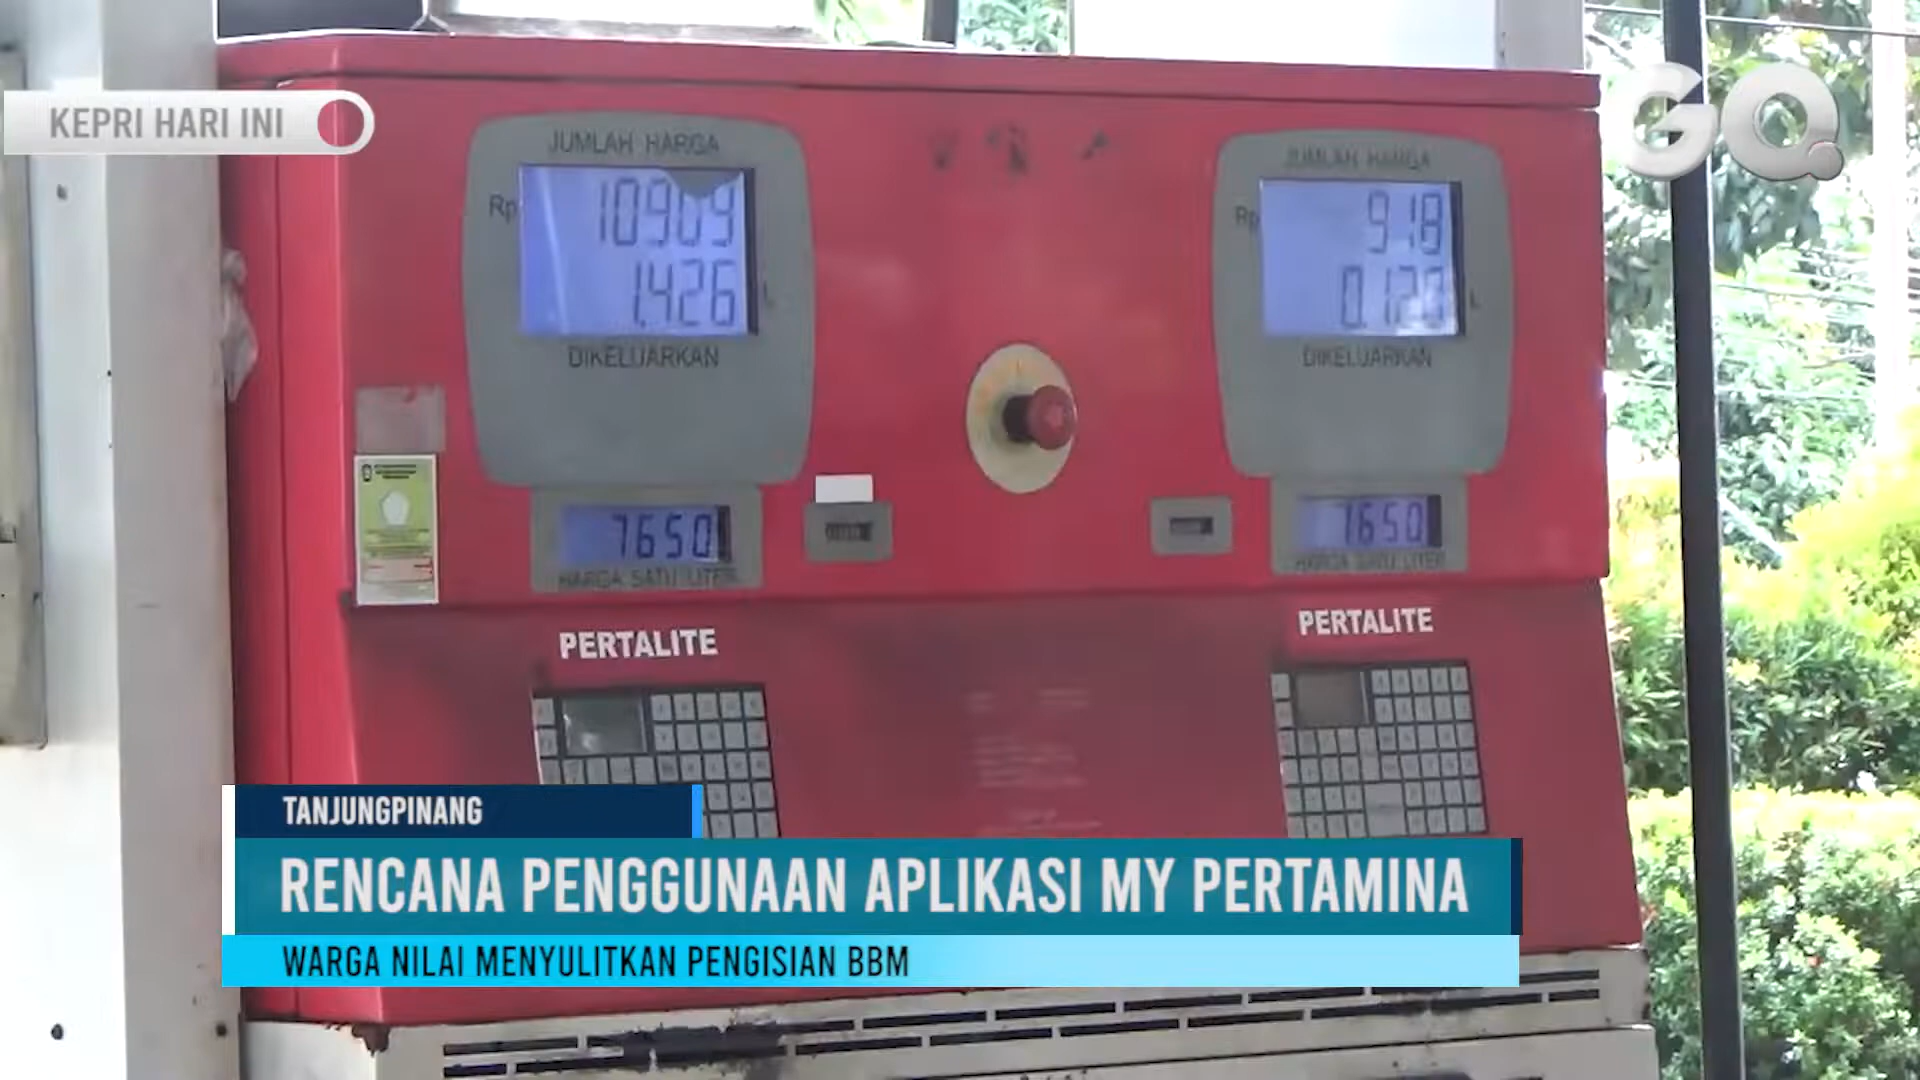 KEPRI HARI INI
GQ
JUMLAH HARGA
Rp 10909
1.426 L
DIKELUARKAN
7650
HARGA SATU LITER
PERTALITE
JUMLAH HARGA
Rp 918
0.120 L
DIKELUARKAN
7650
HARGA SATU LITER
PERTALITE
TANJUNGPINANG
RENCANA PENGGUNAAN APLIKASI MY PERTAMINA
WARGA NILAI MENYULITKAN PENGISIAN BBM